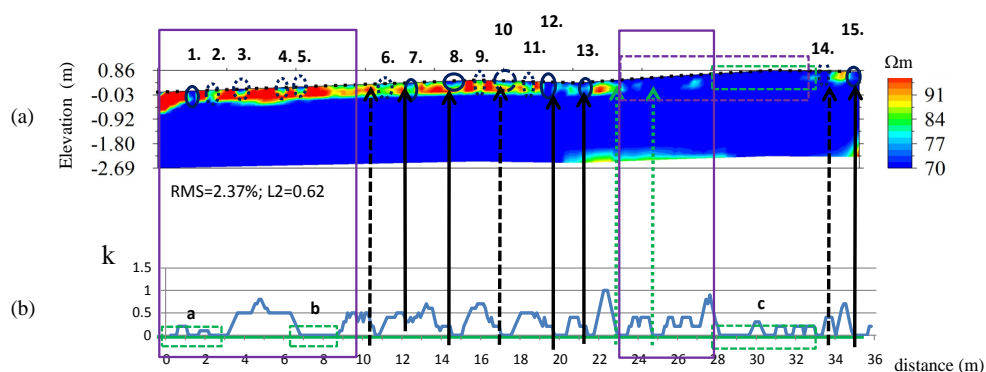 12.
10
15.
1. 2. 3. 4. 5. 6. 7. 8. 9. 11. 13. 14.
Ωm
(a)
Elevation (m)
0.86
-0.03
-0.92
-1.80
-2.69
91
84
77
70
RMS=2.37%; L2=0.62
k
(b)
1.5
1
0.5
0
a
b
c
0 2 4 6 8 10 12 14 16 18 20 22 24 26 28 30 32 34 36
distance (m)